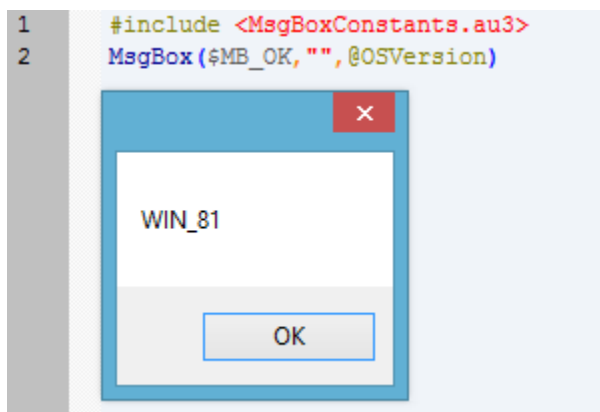 1 #include <MsgBoxConstants.au3>
2 MsgBox($MB_OK,"",@OSVersion)
×
WIN_81
OK